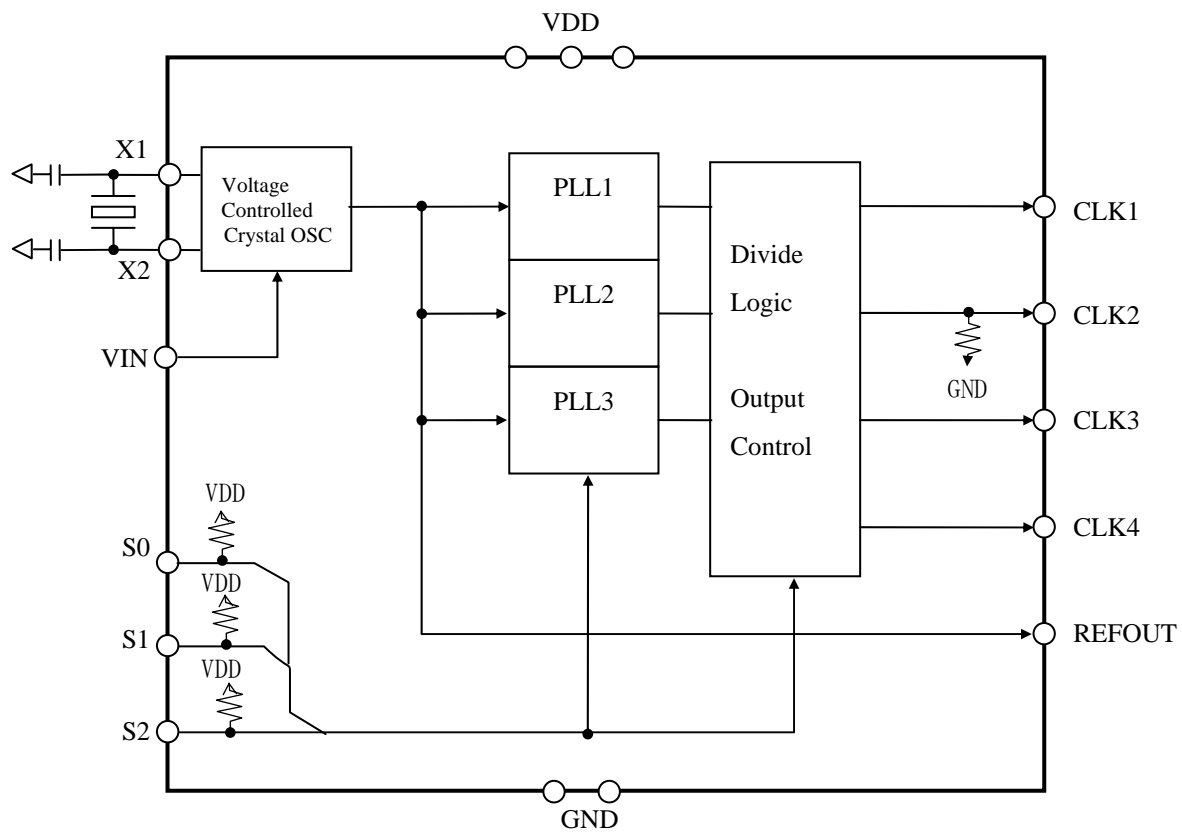 VDD
X1
X2
VIN
Voltage
Controlled
Crystal OSC
PLL1
PLL2
PLL3
Divide
Logic
Output
Control
CLK1
CLK2
GND
CLK3
CLK4
REFOUT
VDD
S0
VDD
S1
VDD
S2
GND